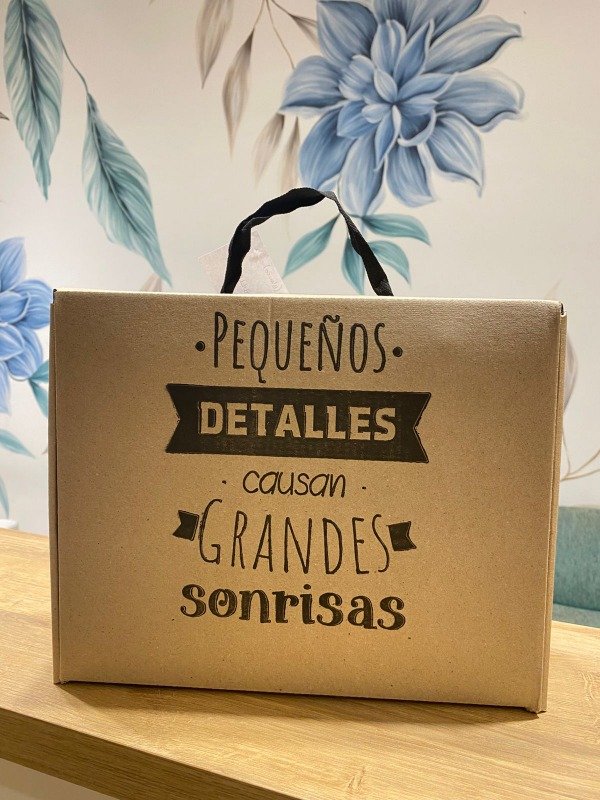 PEQUEÑOS
DETALLES
causan
GRANDES
sonrisas